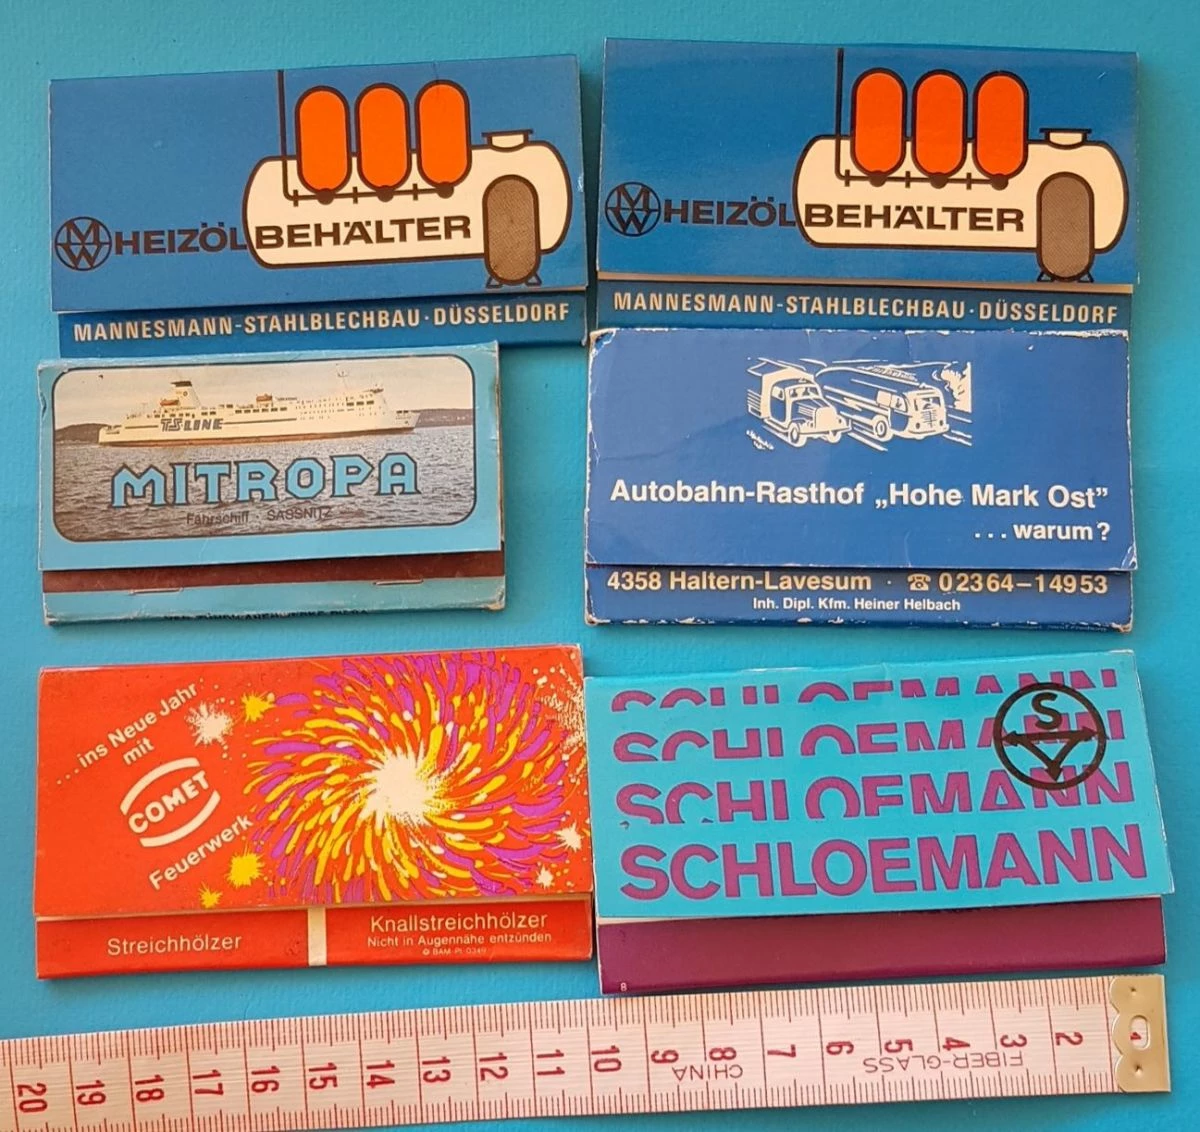 MW HEIZÖL BEHÄLTER
MANNESMANN-STAHLBLECHBAU · DÜSSELDORF
MW HEIZÖL BEHÄLTER
MANNESMANN-STAHLBLECHBAU · DÜSSELDORF
TS LINE
MITROPA
Fährschiff SASSNITZ
Autobahn-Rasthof „Hohe Mark Ost”
... warum?
4358 Haltern-Lavesum · ☎ 02364–14953
Inh. Dipl. Kfm. Heiner Helbach
...ins Neue Jahr
mit
COMET
Feuerwerk
Streichhölzer
Knallstreichhölzer
Nicht in Augennähe entzünden
SCHLOEMANN
SCHLOEMANN
SCHLOEMANN
SCHLOEMANN
S
8
20 19 18 17 16 15 14 13 12 11 10 9 8 7 6 5 4 3 2
CHINA
FIBER-GLASS